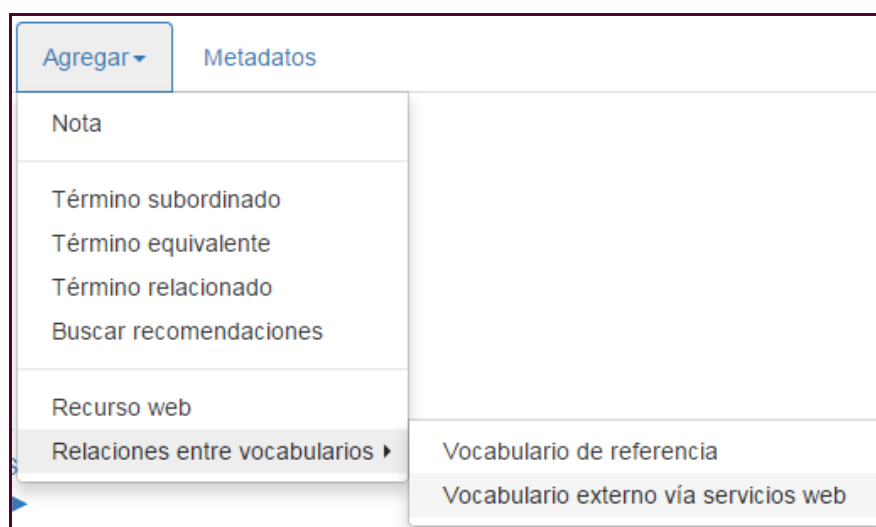 Agregar Metadatos
Nota
Término subordinado
Término equivalente
Término relacionado
Buscar recomendaciones
Recurso web
Relaciones entre vocabularios
Vocabulario de referencia
Vocabulario externo vía servicios web